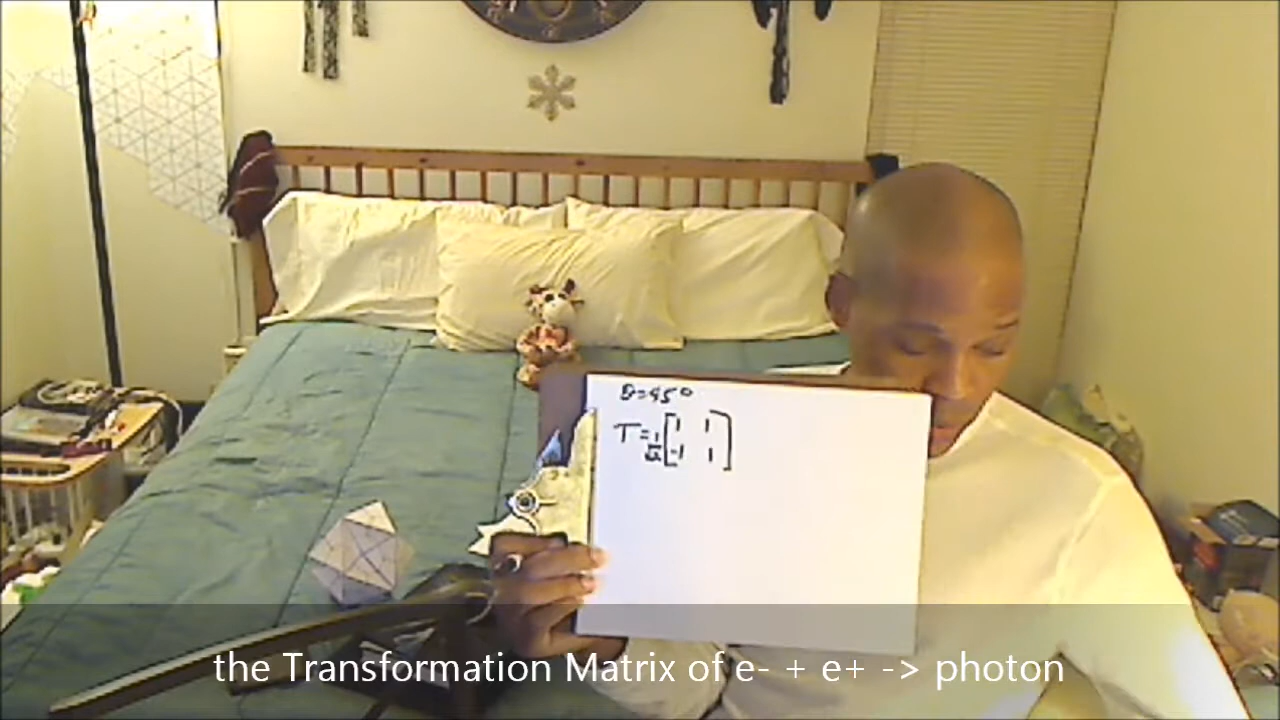 θ=45°
T=1/√2[1 1
-1 1]
the Transformation Matrix of e- + e+ -> photon